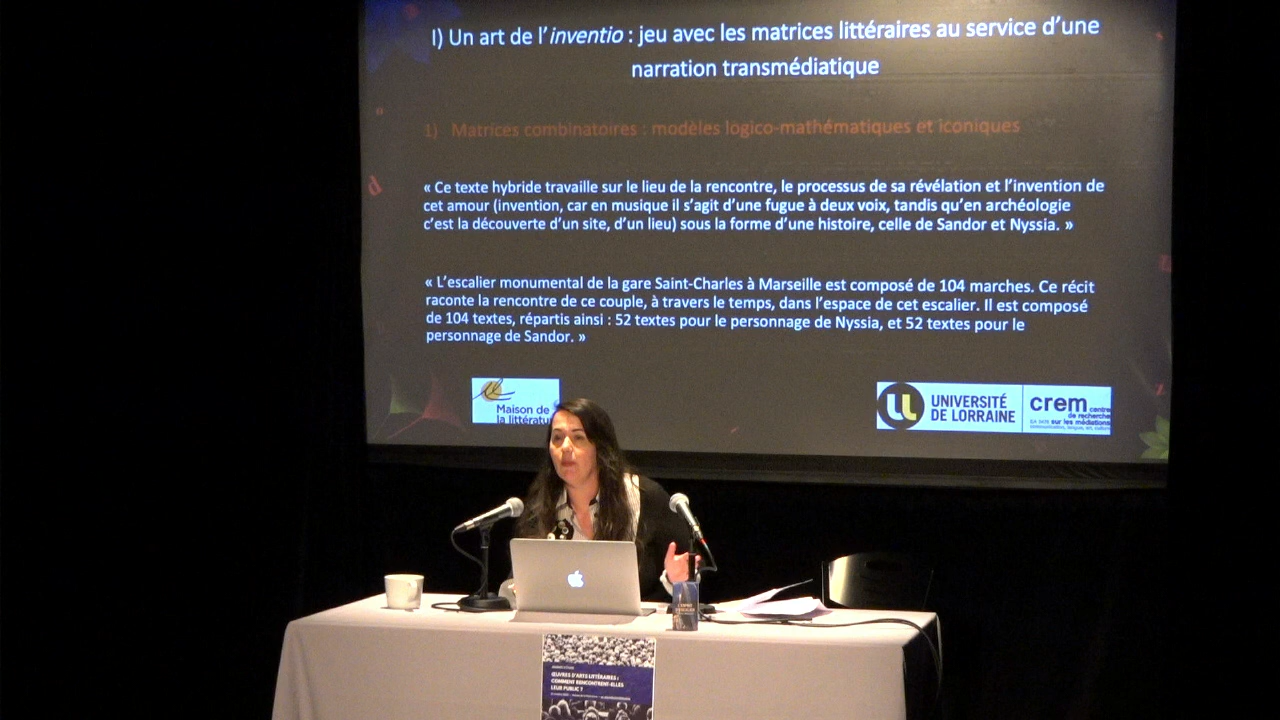 I) Un art de l'inventio : jeu avec les matrices littéraires au service d'une
narration transmédiatique
1) Matrices combinatoires : modèles logico-mathématiques et iconiques
« Ce texte hybride travaille sur le lieu de la rencontre, le processus de sa révélation et l'invention de
cet amour (invention, car en musique il s'agit d'une fugue à deux voix, tandis qu'en archéologie
c'est la découverte d'un site, d'un lieu) sous la forme d'une histoire, celle de Sandor et Nyssia. »
« L'escalier monumental de la gare Saint-Charles à Marseille est composé de 104 marches. Ce récit
raconte la rencontre de ce couple, à travers le temps, dans l'espace de cet escalier. Il est composé
de 104 textes, répartis ainsi : 52 textes pour le personnage de Nyssia, et 52 textes pour le
personnage de Sandor. »
Maison de
la littératu
UNIVERSITÉ
DE LORRAINE
crem
centre
de recherche
sur les médiations
ŒUVRES D'ARTS LITTÉRAIRES :
COMMENT RENCONTRENT-ELLES
LEUR PUBLIC ?